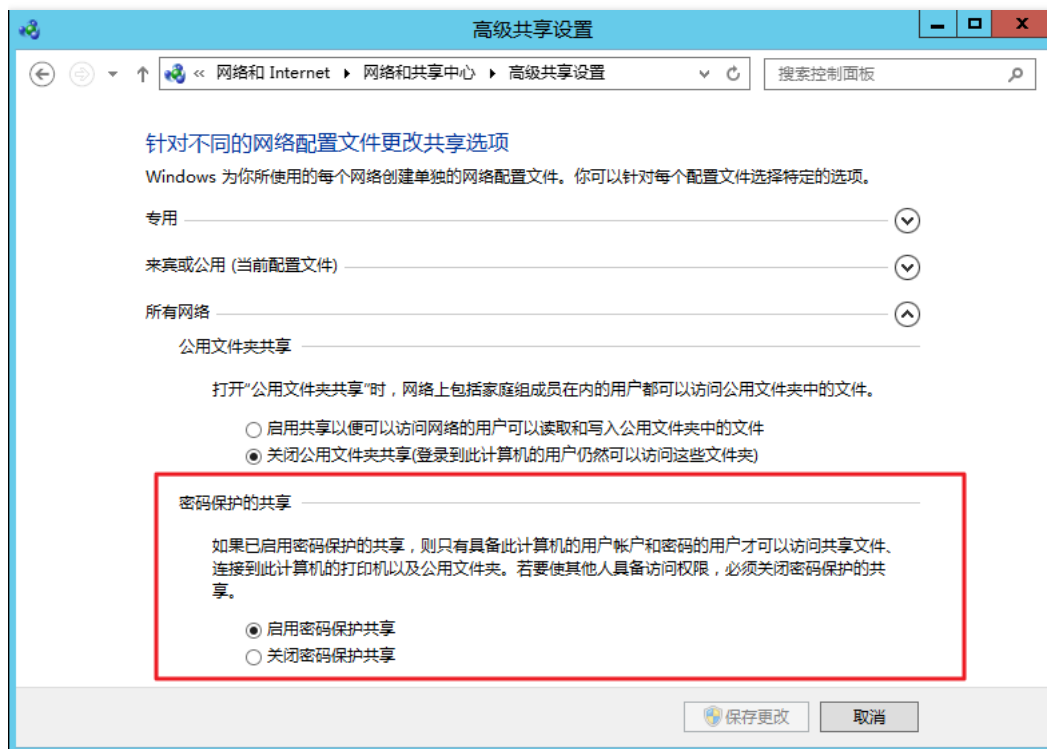 高级共享设置
« 网络和 Internet ▸ 网络和共享中心 ▸ 高级共享设置
搜索控制面板
针对不同的网络配置文件更改共享选项
Windows 为你所使用的每个网络创建单独的网络配置文件。你可以针对每个配置文件选择特定的选项。
专用
来宾或公用 (当前配置文件)
所有网络
公用文件夹共享
打开“公用文件夹共享”时，网络上包括家庭组成员在内的用户都可以访问公用文件夹中的文件。
启用共享以便可以访问网络的用户可以读取和写入公用文件夹中的文件
关闭公用文件夹共享(登录到此计算机的用户仍然可以访问这些文件夹)
密码保护的共享
如果已启用密码保护的共享，则只有具备此计算机的用户帐户和密码的用户才可以访问共享文件、
连接到此计算机的打印机以及公用文件夹。若要使其他人具备访问权限，必须关闭密码保护的共
享。
启用密码保护共享
关闭密码保护共享
保存更改
取消